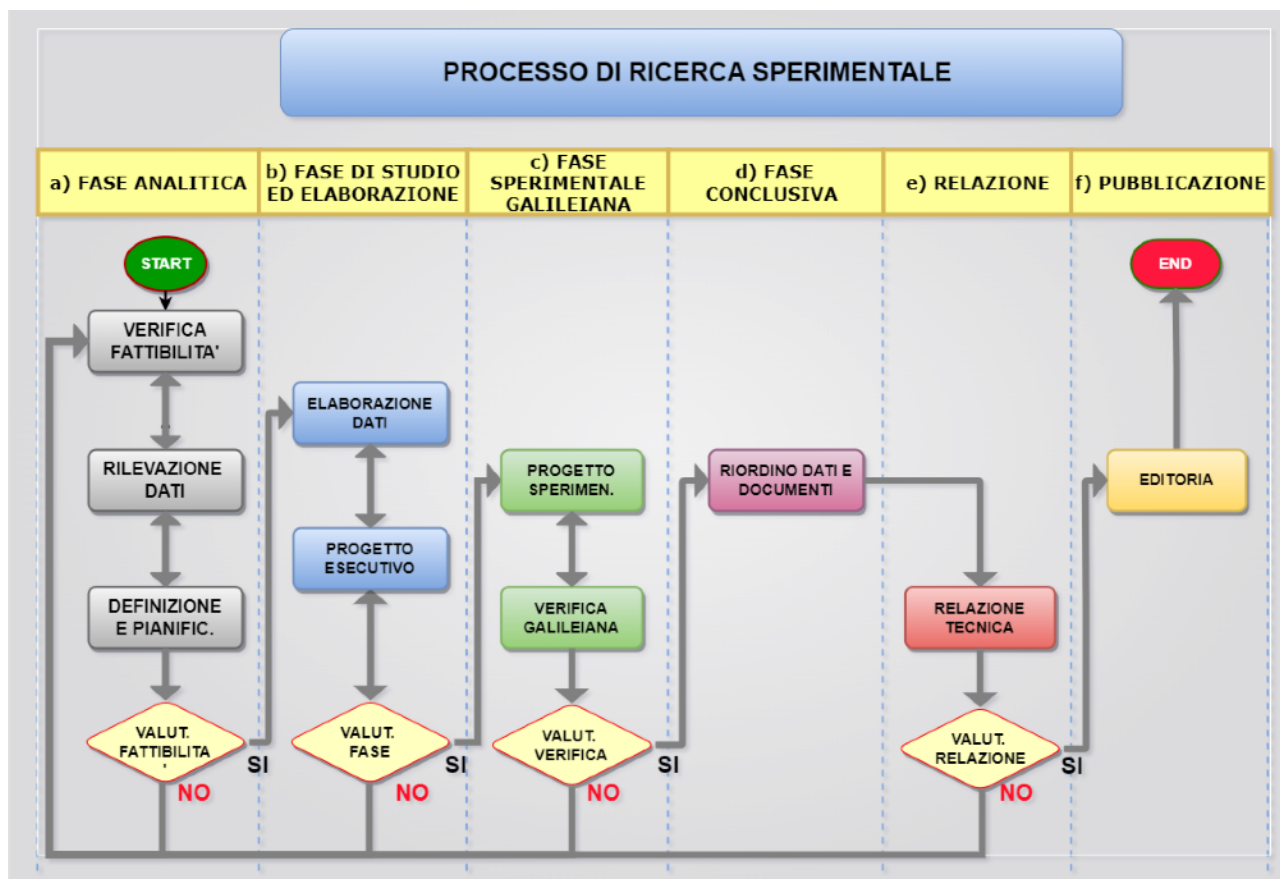 PROCESSO DI RICERCA SPERIMENTALE
a) FASE ANALITICA
b) FASE DI STUDIO
ED ELABORAZIONE
c) FASE
SPERIMENTALE
GALILEIANA
d) FASE
CONCLUSIVA
e) RELAZIONE
f) PUBBLICAZIONE
START
VERIFICA
FATTIBILITA'
RILEVAZIONE
DATI
DEFINIZIONE
E PIANIFIC.
VALUT.
FATTIBILITA
'
SI
NO
ELABORAZIONE
DATI
PROGETTO
ESECUTIVO
VALUT.
FASE
SI
NO
PROGETTO
SPERIMEN.
VERIFICA
GALILEIANA
VALUT.
VERIFICA
SI
NO
RIORDINO DATI E
DOCUMENTI
RELAZIONE
TECNICA
VALUT.
RELAZIONE
SI
NO
EDITORIA
END